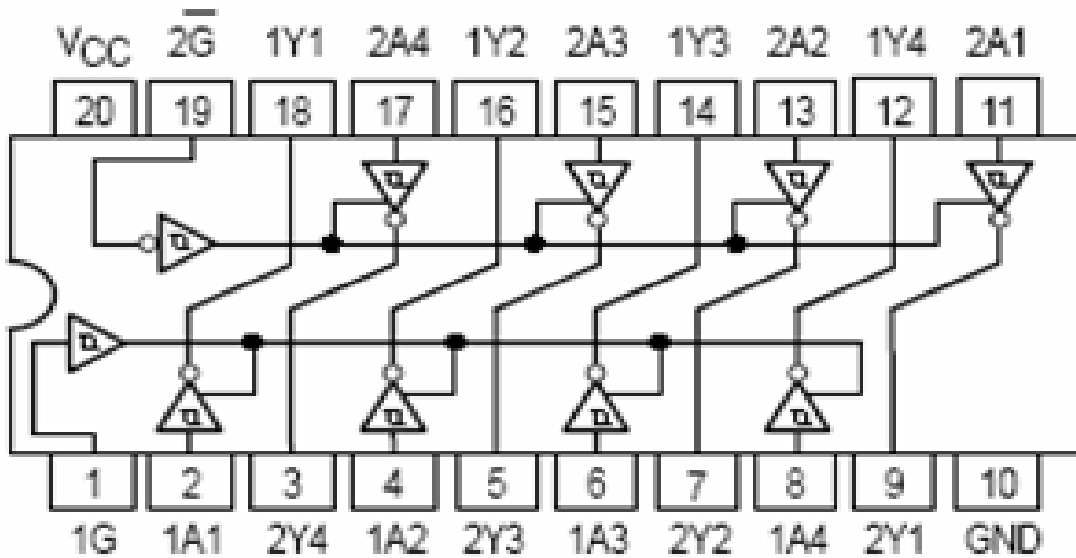 V_CC 2G̅ 1Y1 2A4 1Y2 2A3 1Y3 2A2 1Y4 2A1
20 19 18 17 16 15 14 13 12 11
1 2 3 4 5 6 7 8 9 10
1G 1A1 2Y4 1A2 2Y3 1A3 2Y2 1A4 2Y1 GND